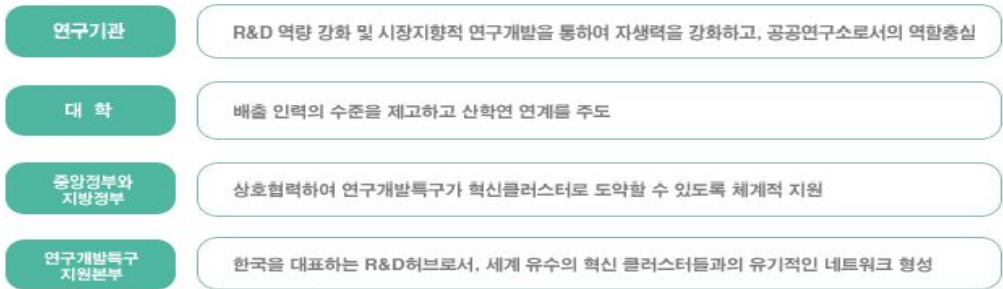 연구기관
R&D 역량 강화 및 시장지향적 연구개발을 통하여 자생력을 강화하고, 공공연구소로서의 역할충실
대 학
배출 인력의 수준을 제고하고 산학연 연계를 주도
중앙정부와
지방정부
상호협력하여 연구개발특구가 혁신클러스터로 도약할 수 있도록 체계적 지원
연구개발특구
지원본부
한국을 대표하는 R&D허브로서, 세계 유수의 혁신 클러스터들과의 유기적인 네트워크 형성